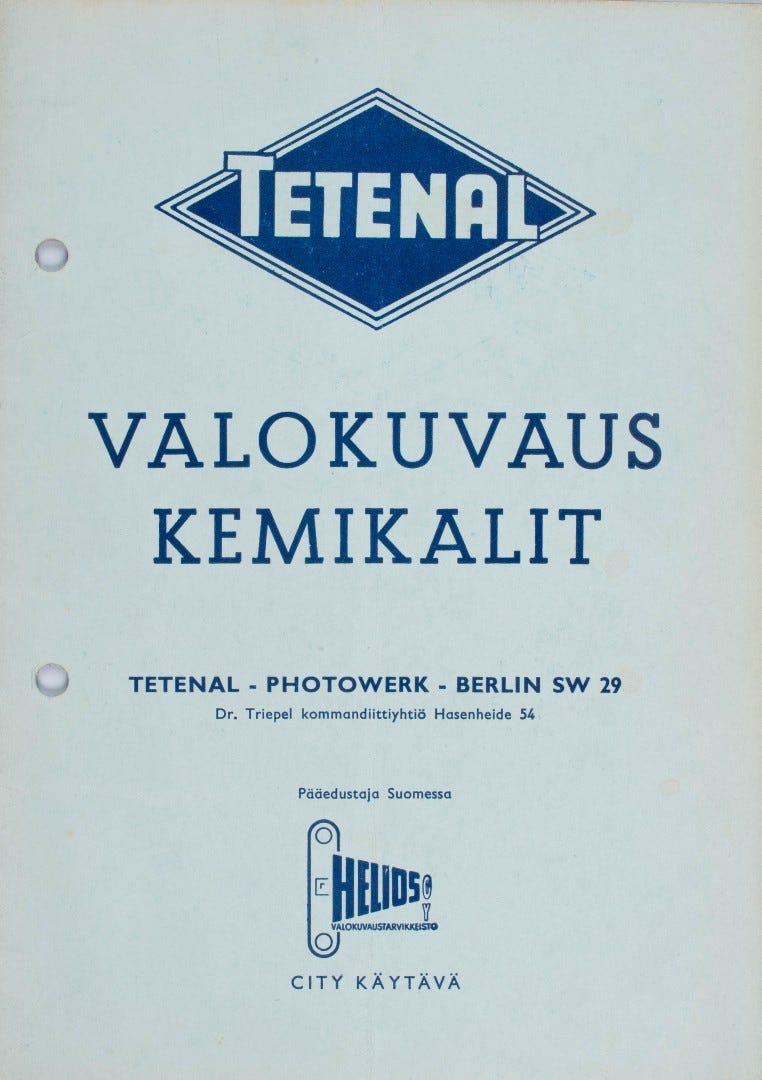 TETENAL
VALOKUVAUS
KEMIKALIT
TETENAL - PHOTOWERK - BERLIN SW 29
Dr. Triepel kommandiittiyhtiö Hasenheide 54
Pääedustaja Suomessa
F HELIOS OY
VALOKUVAUSTARVIKKEISTO
CITY KÄYTÄVÄ